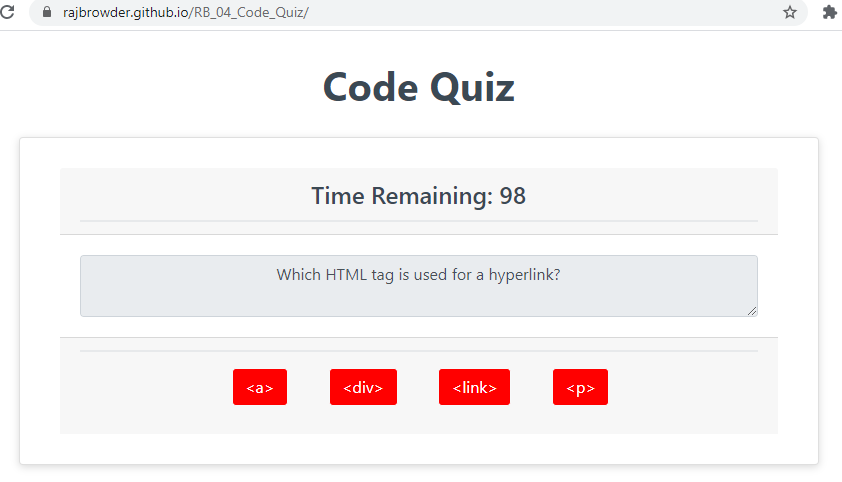 rajbrowder.github.io/RB_04_Code_Quiz/
Code Quiz
Time Remaining: 98
Which HTML tag is used for a hyperlink?
<a> <div> <link> <p>